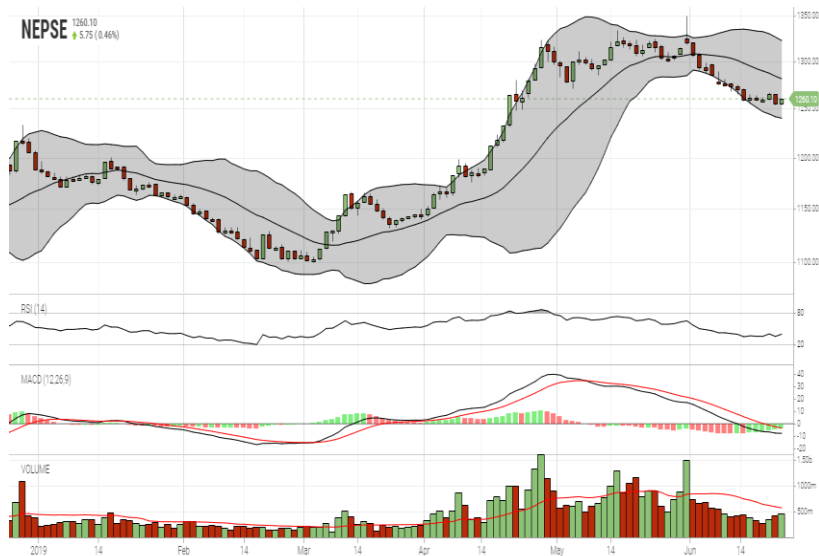 NEPSE 1260.10
5.75 ( 0.46%)
1350.00
1300.00
1260.10
1250.00
1200.00
1150.00
1100.00
RSI (14)
80
20
MACD (12,26,9)
40
30
20
10
0
-10
-20
VOLUME
1.50b
1000m
500m
2019 14 Feb 14 Mar 14 Apr 14 May 14 Jun 14